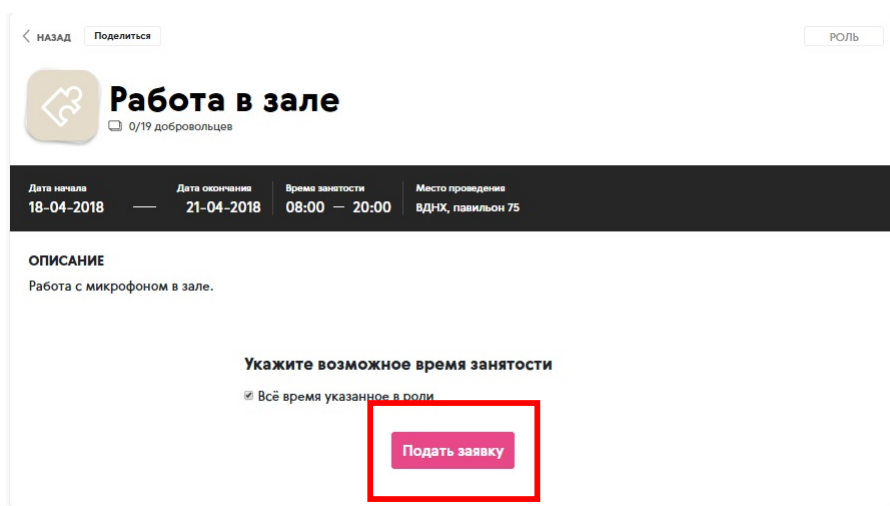 НАЗАД Поделиться РОЛЬ
Работа в зале
0/19 добровольцев
Дата начала Дата окончания Время занятости Место проведения
18-04-2018 — 21-04-2018 08:00 — 20:00 ВДНХ, павильон 75
ОПИСАНИЕ
Работа с микрофоном в зале.
Укажите возможное время занятости
Всё время указанное в роли
Подать заявку